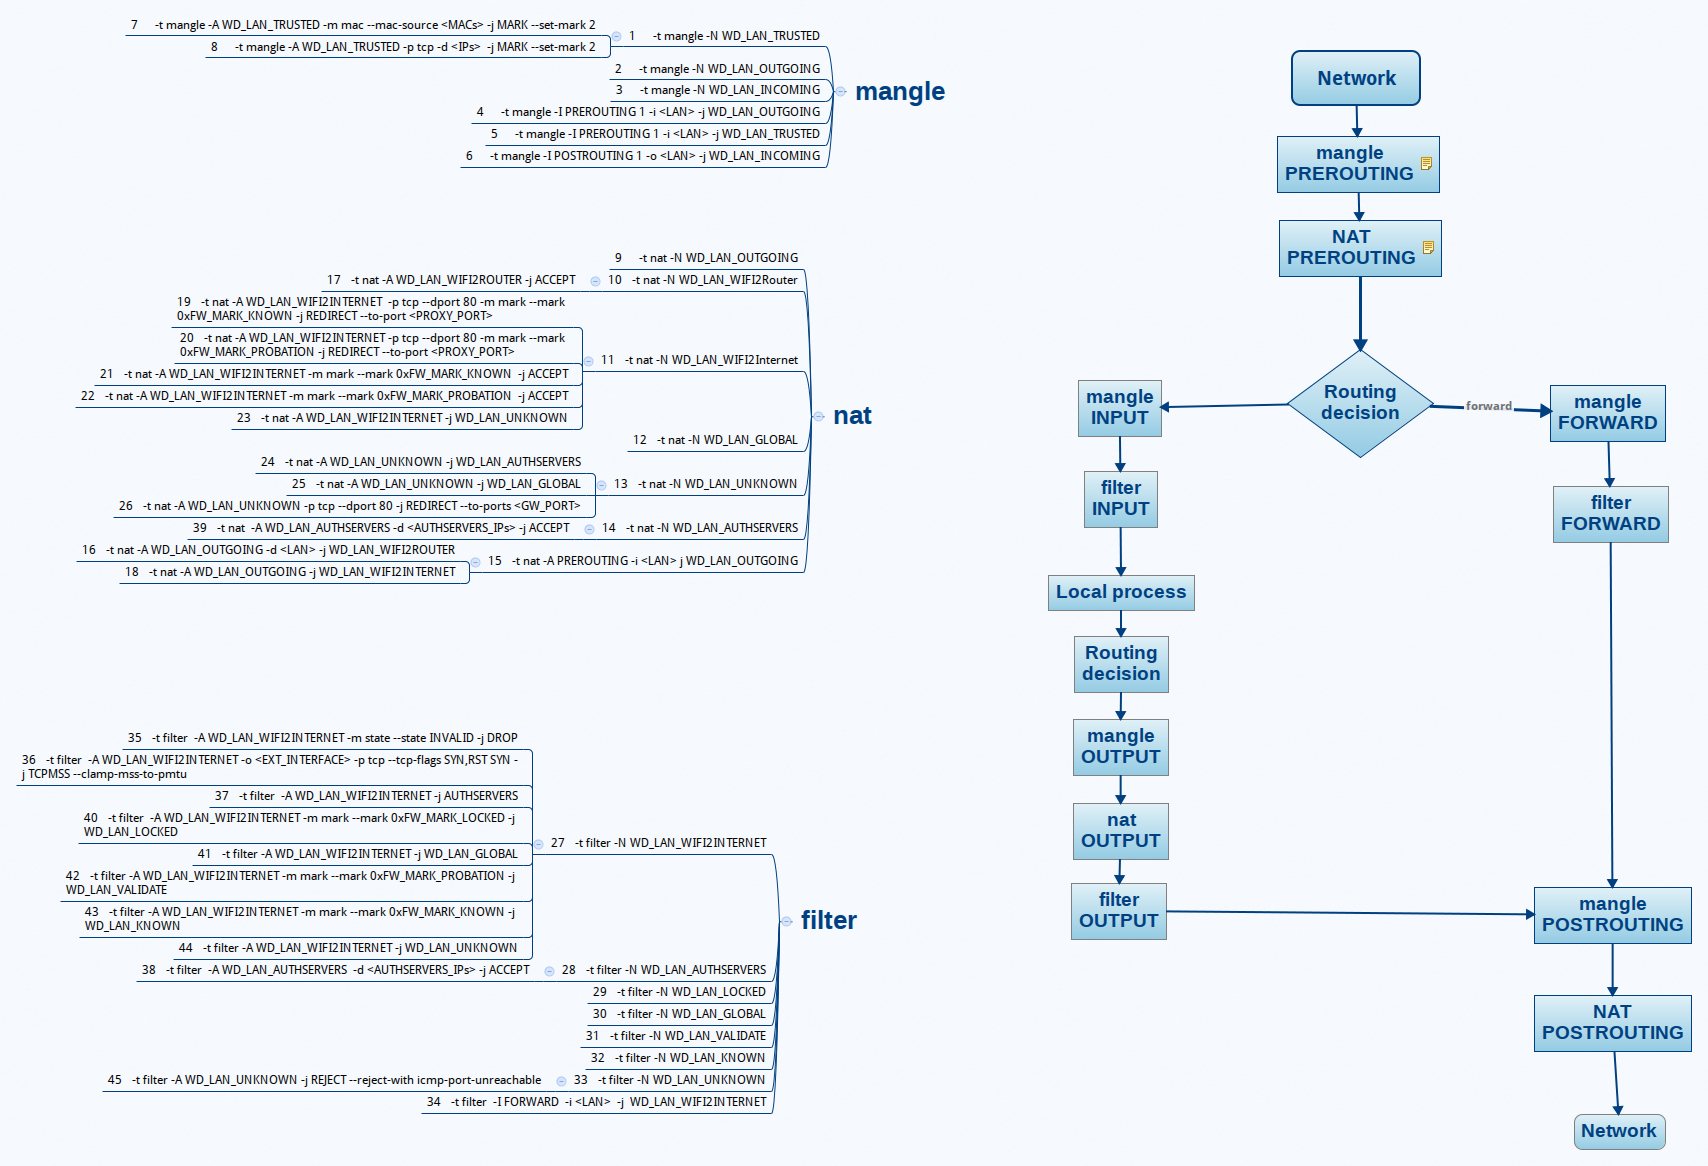 7 -t mangle -A WD_LAN_TRUSTED -m mac --mac-source <MACs> -j MARK --set-mark 2
8 -t mangle -A WD_LAN_TRUSTED -p tcp -d <IPs> -j MARK --set-mark 2
1 -t mangle -N WD_LAN_TRUSTED
2 -t mangle -N WD_LAN_OUTGOING
3 -t mangle -N WD_LAN_INCOMING
4 -t mangle -I PREROUTING 1 -i <LAN> -j WD_LAN_OUTGOING
5 -t mangle -I PREROUTING 1 -i <LAN> -j WD_LAN_TRUSTED
6 -t mangle -I POSTROUTING 1 -o <LAN> -j WD_LAN_INCOMING
mangle
9 -t nat -N WD_LAN_OUTGOING
17 -t nat -A WD_LAN_WIFI2ROUTER -j ACCEPT
10 -t nat -N WD_LAN_WIFI2Router
19 -t nat -A WD_LAN_WIFI2INTERNET -p tcp --dport 80 -m mark --mark
0xFW_MARK_KNOWN -j REDIRECT --to-port <PROXY_PORT>
20 -t nat -A WD_LAN_WIFI2INTERNET -p tcp --dport 80 -m mark --mark
0xFW_MARK_PROBATION -j REDIRECT --to-port <PROXY_PORT>
21 -t nat -A WD_LAN_WIFI2INTERNET -m mark --mark 0xFW_MARK_KNOWN -j ACCEPT
22 -t nat -A WD_LAN_WIFI2INTERNET -m mark --mark 0xFW_MARK_PROBATION -j ACCEPT
23 -t nat -A WD_LAN_WIFI2INTERNET -j WD_LAN_UNKNOWN
11 -t nat -N WD_LAN_WIFI2Internet
12 -t nat -N WD_LAN_GLOBAL
24 -t nat -A WD_LAN_UNKNOWN -j WD_LAN_AUTHSERVERS
25 -t nat -A WD_LAN_UNKNOWN -j WD_LAN_GLOBAL
26 -t nat -A WD_LAN_UNKNOWN -p tcp --dport 80 -j REDIRECT --to-ports <GW_PORT>
13 -t nat -N WD_LAN_UNKNOWN
39 -t nat -A WD_LAN_AUTHSERVERS -d <AUTHSERVERS_IPs> -j ACCEPT
14 -t nat -N WD_LAN_AUTHSERVERS
16 -t nat -A WD_LAN_OUTGOING -d <LAN> -j WD_LAN_WIFI2ROUTER
18 -t nat -A WD_LAN_OUTGOING -j WD_LAN_WIFI2INTERNET
15 -t nat -A PREROUTING -i <LAN> j WD_LAN_OUTGOING
nat
35 -t filter -A WD_LAN_WIFI2INTERNET -m state --state INVALID -j DROP
36 -t filter -A WD_LAN_WIFI2INTERNET -o <EXT_INTERFACE> -p tcp --tcp-flags SYN,RST SYN -
j TCPMSS --clamp-mss-to-pmtu
37 -t filter -A WD_LAN_WIFI2INTERNET -j AUTHSERVERS
40 -t filter -A WD_LAN_WIFI2INTERNET -m mark --mark 0xFW_MARK_LOCKED -j
WD_LAN_LOCKED
41 -t filter -A WD_LAN_WIFI2INTERNET -j WD_LAN_GLOBAL
42 -t filter -A WD_LAN_WIFI2INTERNET -m mark --mark 0xFW_MARK_PROBATION -j
WD_LAN_VALIDATE
43 -t filter -A WD_LAN_WIFI2INTERNET -m mark --mark 0xFW_MARK_KNOWN -j
WD_LAN_KNOWN
44 -t filter -A WD_LAN_WIFI2INTERNET -j WD_LAN_UNKNOWN
27 -t filter -N WD_LAN_WIFI2INTERNET
38 -t filter -A WD_LAN_AUTHSERVERS -d <AUTHSERVERS_IPs> -j ACCEPT
28 -t filter -N WD_LAN_AUTHSERVERS
29 -t filter -N WD_LAN_LOCKED
30 -t filter -N WD_LAN_GLOBAL
31 -t filter -N WD_LAN_VALIDATE
32 -t filter -N WD_LAN_KNOWN
45 -t filter -A WD_LAN_UNKNOWN -j REJECT --reject-with icmp-port-unreachable
33 -t filter -N WD_LAN_UNKNOWN
34 -t filter -I FORWARD -i <LAN> -j WD_LAN_WIFI2INTERNET
filter
Network
mangle
PREROUTING
NAT
PREROUTING
Routing
decision
forward
mangle
INPUT
filter
INPUT
Local process
Routing
decision
mangle
OUTPUT
nat
OUTPUT
filter
OUTPUT
mangle
FORWARD
filter
FORWARD
mangle
POSTROUTING
NAT
POSTROUTING
Network